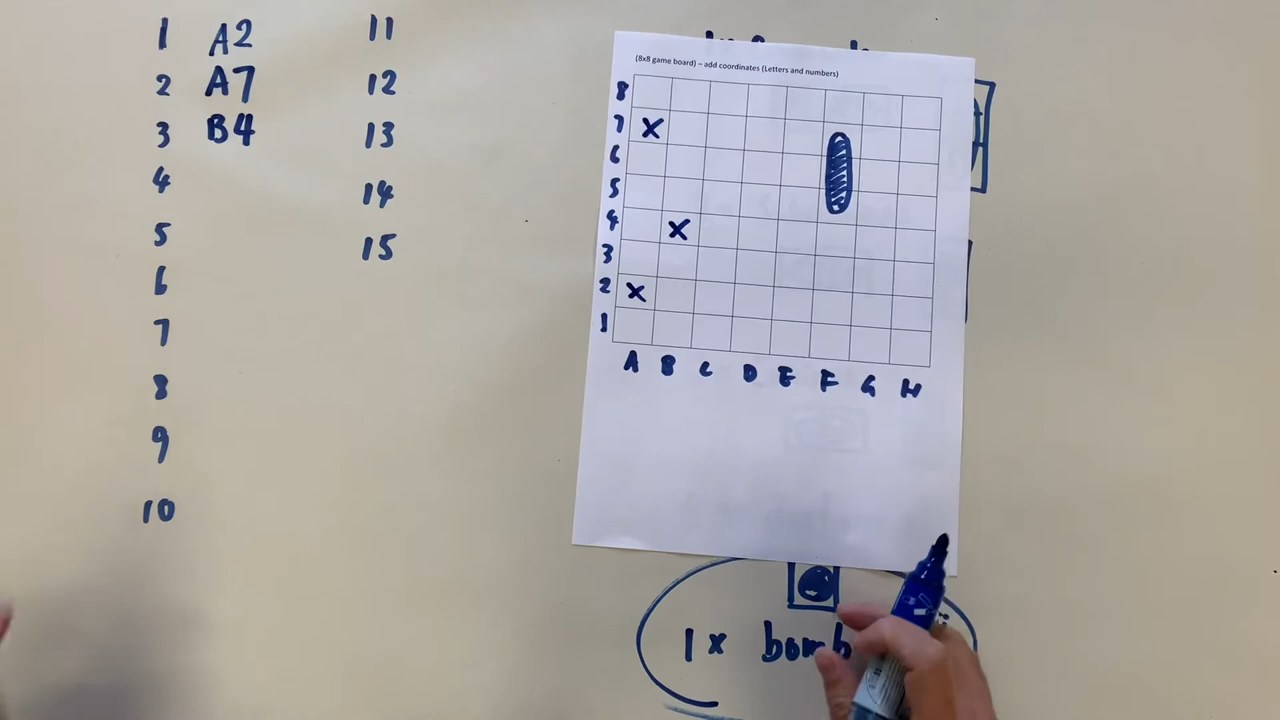 1 A2
2 A7
3 B4
4
5
6
7
8
9
10
11
12
13
14
15
(8x8 game board) – add coordinates (Letters and numbers)
8
7 X
6
5
4 X
3
2 X
1
A B C D E F G H
1x bomb